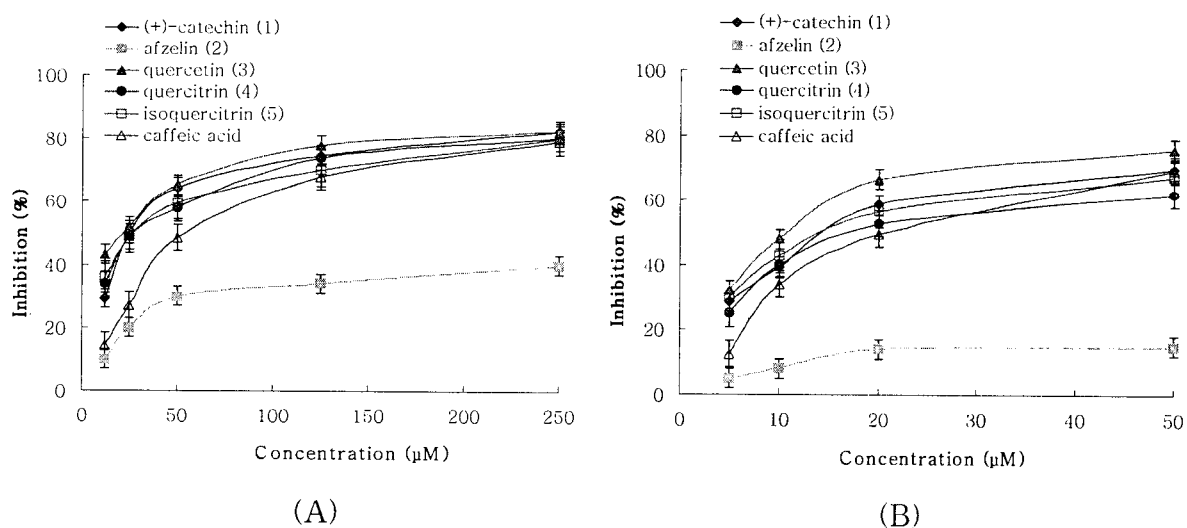 (+)-catechin (1)
afzelin (2)
quercetin (3)
quercitrin (4)
isoquercitrin (5)
caffeic acid
100
80
60
40
20
0
Inhibition (%)
0
50
100
150
200
250
Concentration (μM)
(A)
(+)-catechin (1)
afzelin (2)
quercetin (3)
quercitrin (4)
isoquercitrin (5)
caffeic acid
100
80
60
40
20
0
Inhibition (%)
0
10
20
30
40
50
Concentration (μM)
(B)